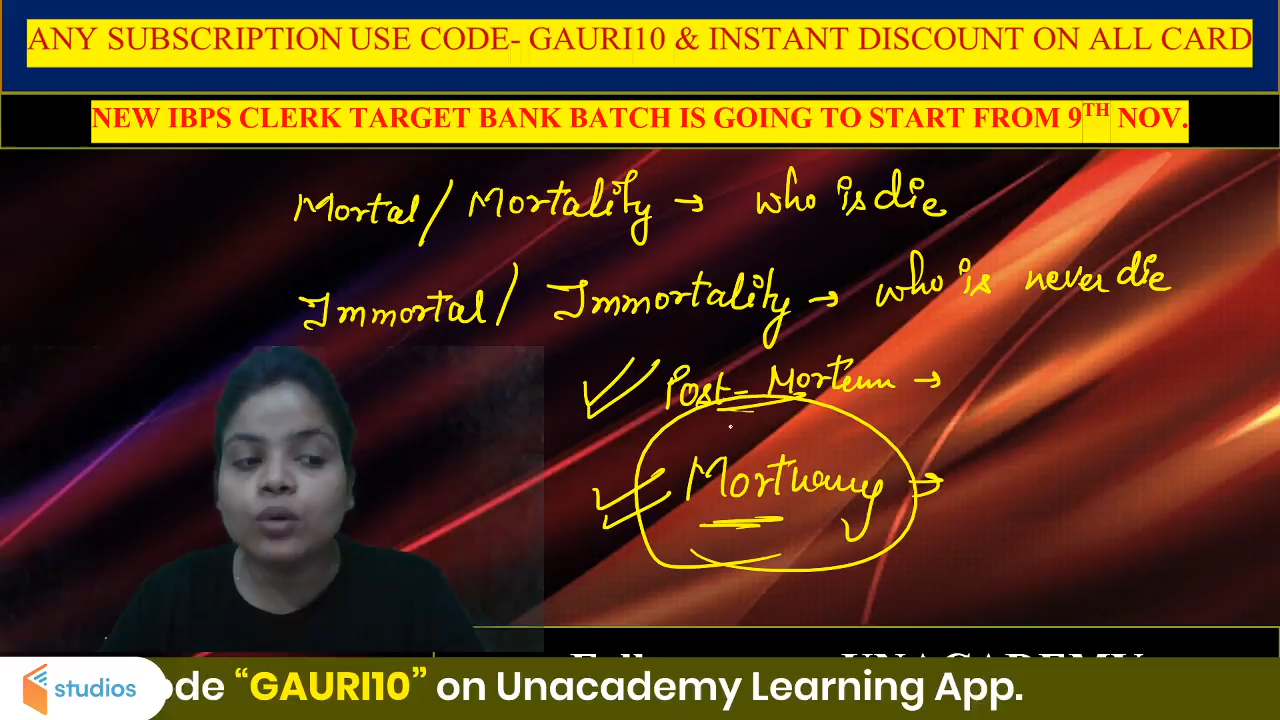 ANY SUBSCRIPTION USE CODE- GAURI10 & INSTANT DISCOUNT ON ALL CARD
NEW IBPS CLERK TARGET BANK BATCH IS GOING TO START FROM 9TH NOV.
Mortal / Mortality → who is die
Immortal / Immortality → who is never die
Post-Mortem →
Mortuary →
UNACADEMY
studios
ode “GAURI10” on Unacademy Learning App.